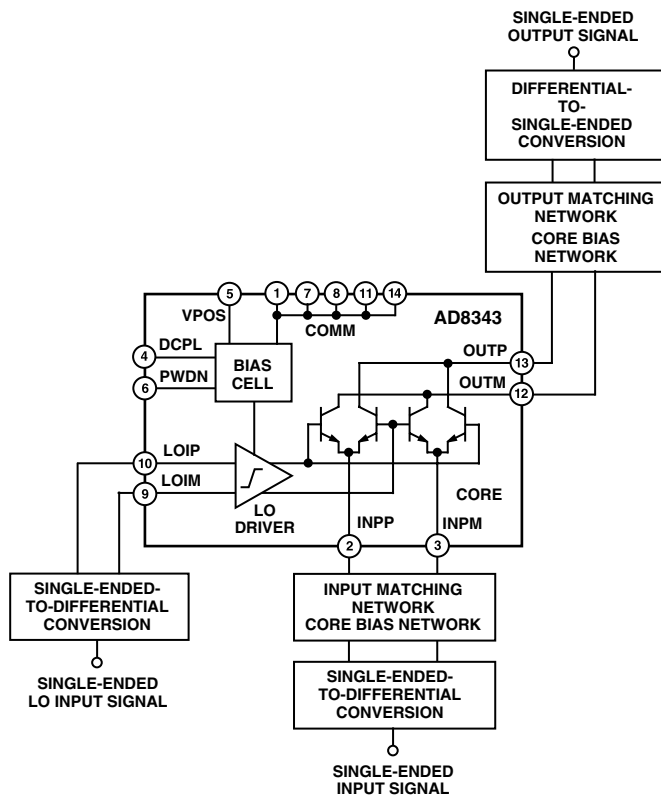 SINGLE-ENDED
OUTPUT SIGNAL
DIFFERENTIAL-
TO-
SINGLE-ENDED
CONVERSION
OUTPUT MATCHING
NETWORK
CORE BIAS
NETWORK
5
1
7
8
11
14
VPOS
COMM
AD8343
4
DCPL
BIAS
CELL
OUTP
13
6
PWDN
OUTM
12
10
LOIP
9
LOIM
LO
DRIVER
CORE
INPP
INPM
2
3
SINGLE-ENDED-
TO-DIFFERENTIAL
CONVERSION
INPUT MATCHING
NETWORK
CORE BIAS NETWORK
SINGLE-ENDED
LO INPUT SIGNAL
SINGLE-ENDED-
TO-DIFFERENTIAL
CONVERSION
SINGLE-ENDED
INPUT SIGNAL